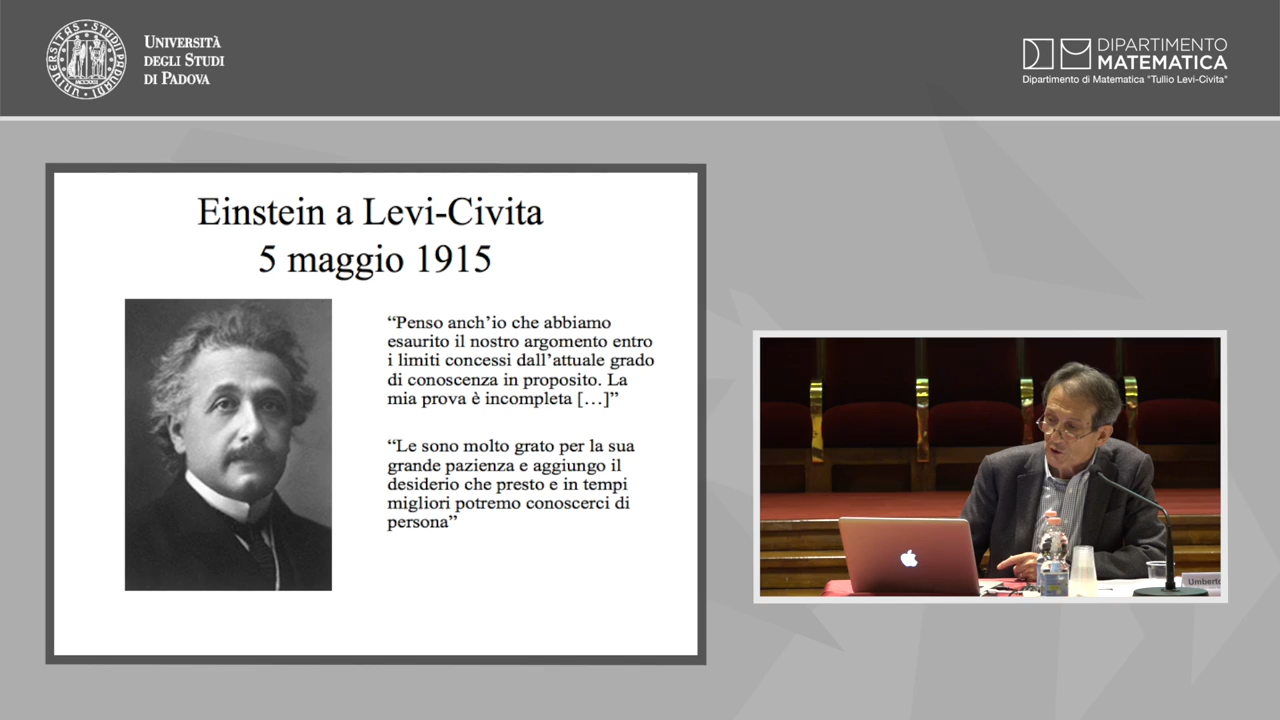 UNIVERSITÀ
DEGLI STUDI
DI PADOVA
DIPARTIMENTO
MATEMATICA
Dipartimento di Matematica "Tullio Levi-Civita"
Einstein a Levi-Civita
5 maggio 1915
“Penso anch’io che abbiamo
esaurito il nostro argomento entro
i limiti concessi dall’attuale grado
di conoscenza in proposito. La
mia prova è incompleta […]”
“Le sono molto grato per la sua
grande pazienza e aggiungo il
desiderio che presto e in tempi
migliori potremo conoscerci di
persona”
Umberto